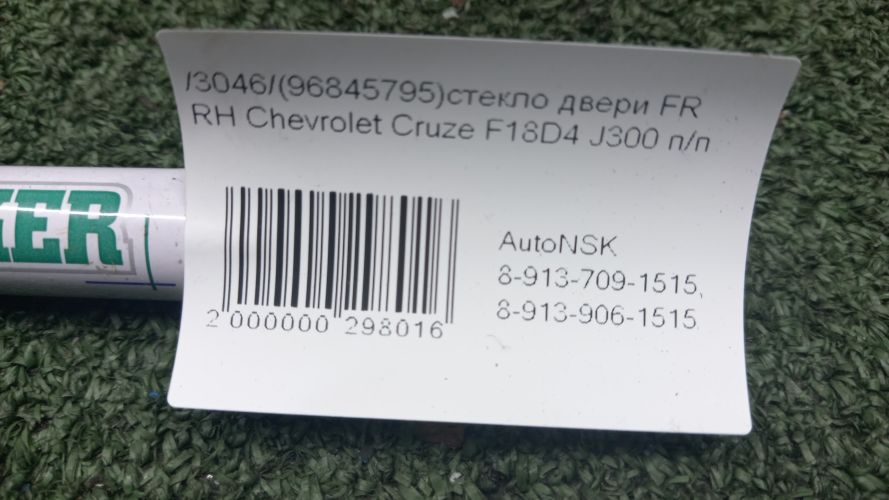 /3046/(96845795)стекло двери FR
RH Chevrolet Cruze F18D4 J300 п/п
AutoNSK
8-913-709-1515,
8-913-906-1515
2 000000 298016